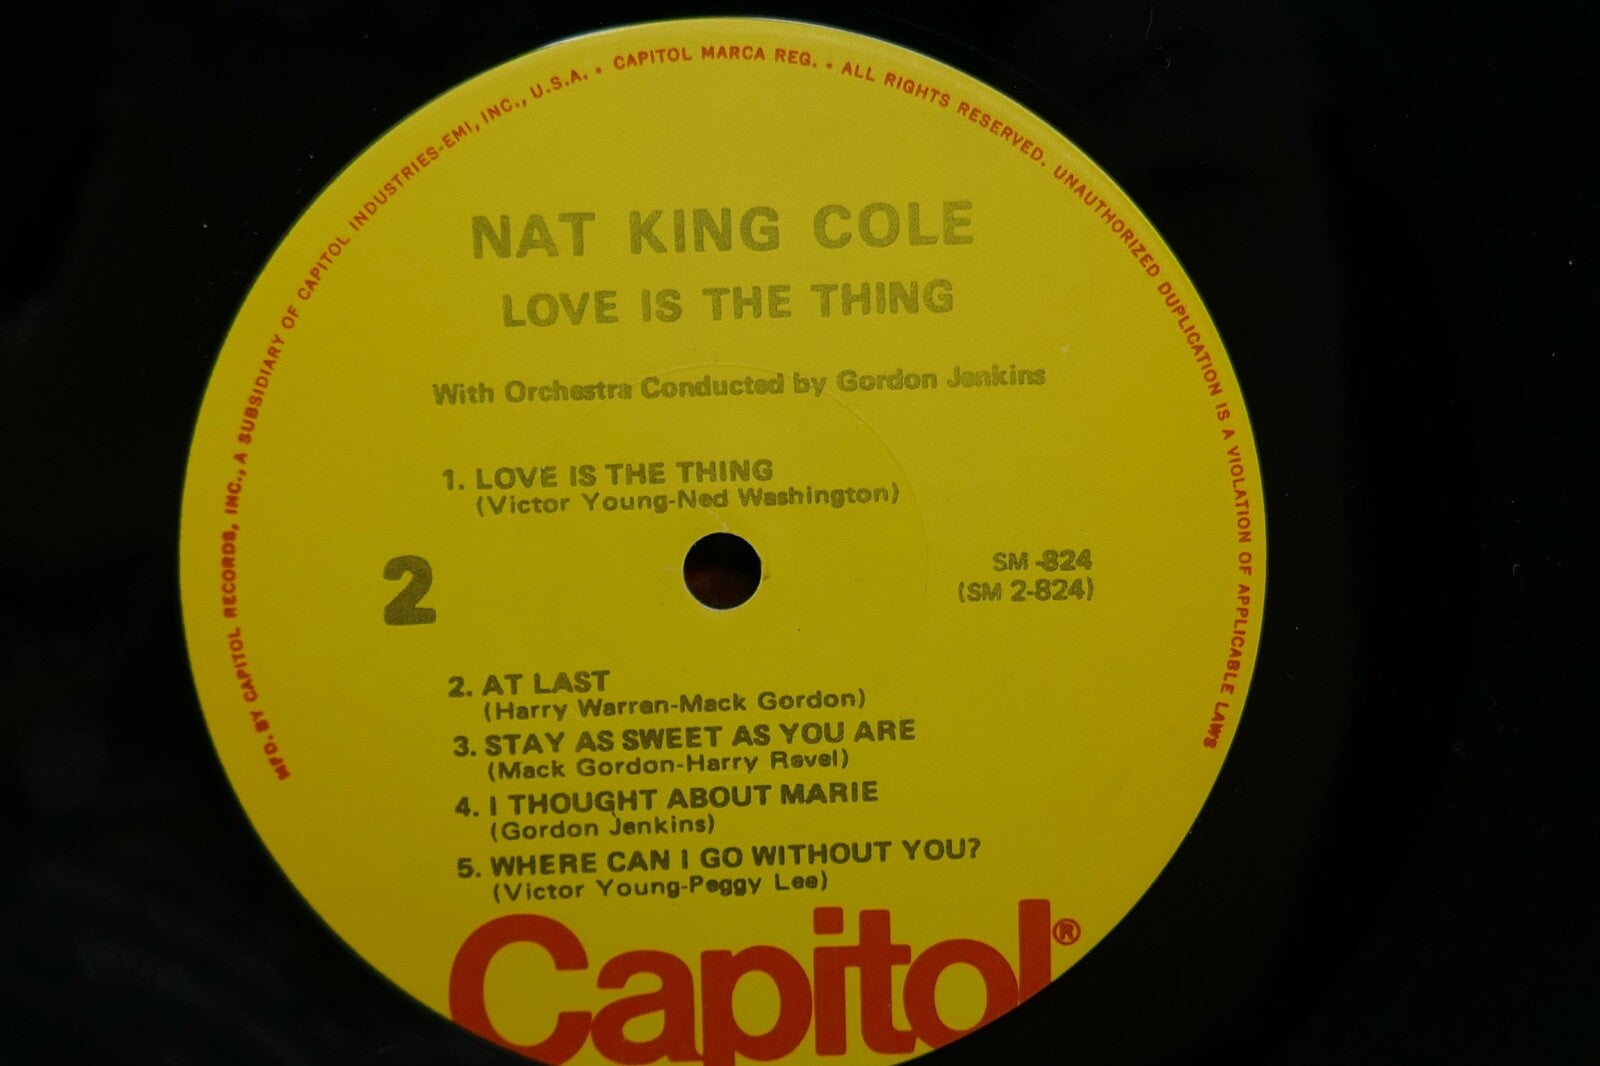 MFD. BY CAPITOL RECORDS, INC., A SUBSIDIARY OF CAPITOL INDUSTRIES-EMI, INC., U.S.A. • CAPITOL MARCA REG. • ALL RIGHTS RESERVED. UNAUTHORIZED DUPLICATION IS A VIOLATION OF APPLICABLE LAWS
NAT KING COLE
LOVE IS THE THING
With Orchestra Conducted by Gordon Jenkins
1. LOVE IS THE THING
(Victor Young-Ned Washington)
2
SM-824
(SM 2-824)
2. AT LAST
(Harry Warren-Mack Gordon)
3. STAY AS SWEET AS YOU ARE
(Mack Gordon-Harry Revel)
4. I THOUGHT ABOUT MARIE
(Gordon Jenkins)
5. WHERE CAN I GO WITHOUT YOU?
(Victor Young-Peggy Lee)
Capitol®